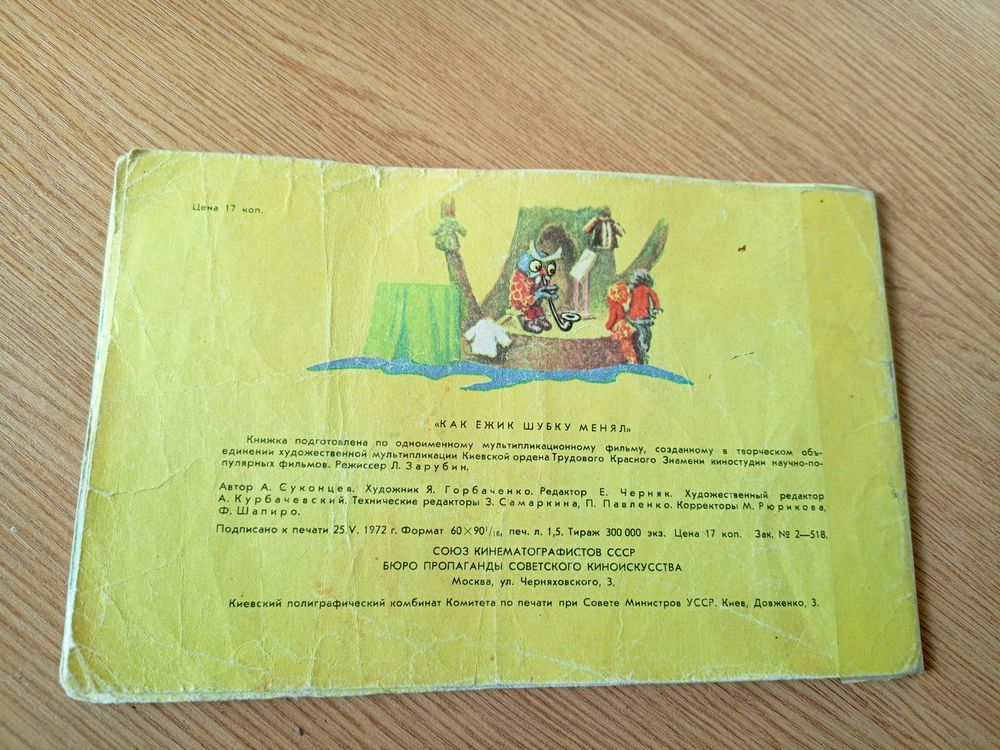 Цена 17 коп.
«КАК ЁЖИК ШУБКУ МЕНЯЛ»
Книжка подготовлена по одноименному мультипликационному фильму, созданному в творческом объ-
единении художественной мультипликации Киевской ордена Трудового Красного Знамени киностудии научно-по-
пулярных фильмов. Режиссер Л. Зарубин.
Автор А. Суконцев. Художник Я. Горбаченко. Редактор Е. Черняк. Художественный редактор
А. Курбачевский. Технические редакторы З. Самаркина, П. Павленко. Корректоры М. Рюрикова,
Ф. Шапиро.
Подписано к печати 25.V. 1972 г. Формат 60×90¹/₁₆, печ. л. 1,5. Тираж 300 000 экз. Цена 17 коп. Зак. № 2—518.
СОЮЗ КИНЕМАТОГРАФИСТОВ СССР
БЮРО ПРОПАГАНДЫ СОВЕТСКОГО КИНОИСКУССТВА
Москва, ул. Черняховского, 3.
Киевский полиграфический комбинат Комитета по печати при Совете Министров УССР. Киев, Довженко, 3.